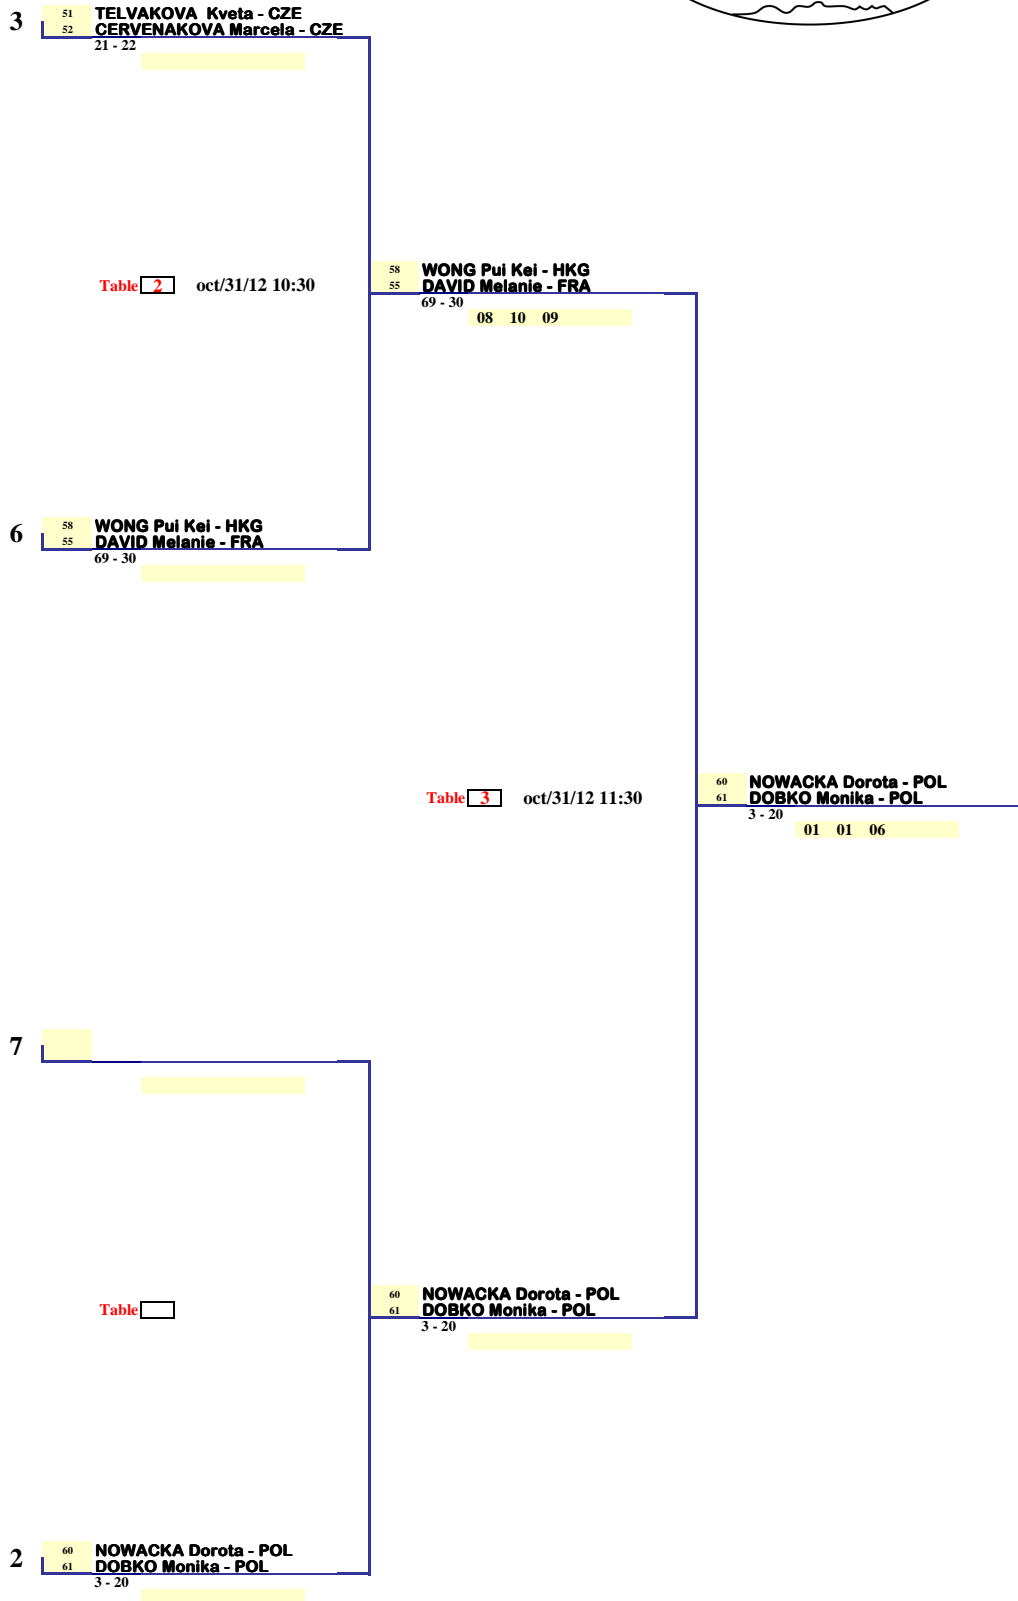 3
51 TELVAKOVA Kveta - CZE
52 CERVENAKOVA Marcela - CZE
21 - 22
Table 2 oct/31/12 10:30
58 WONG Pui Kei - HKG
55 DAVID Melanie - FRA
69 - 30
08 10 09
6
58 WONG Pui Kei - HKG
55 DAVID Melanie - FRA
69 - 30
Table 3 oct/31/12 11:30
60 NOWACKA Dorota - POL
61 DOBKO Monika - POL
3 - 20
01 01 06
7
Table
60 NOWACKA Dorota - POL
61 DOBKO Monika - POL
3 - 20
2
60 NOWACKA Dorota - POL
61 DOBKO Monika - POL
3 - 20